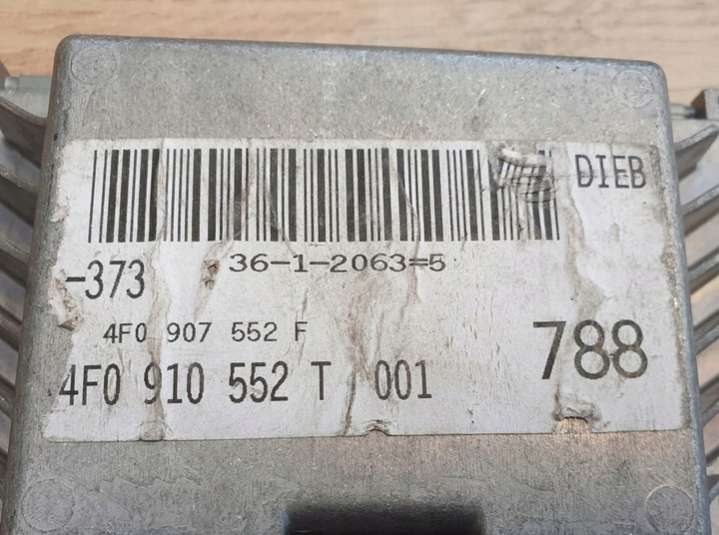 DIEB
36-1-2063=5
-373
4F0 907 552 F
788
4F0 910 552 T 001